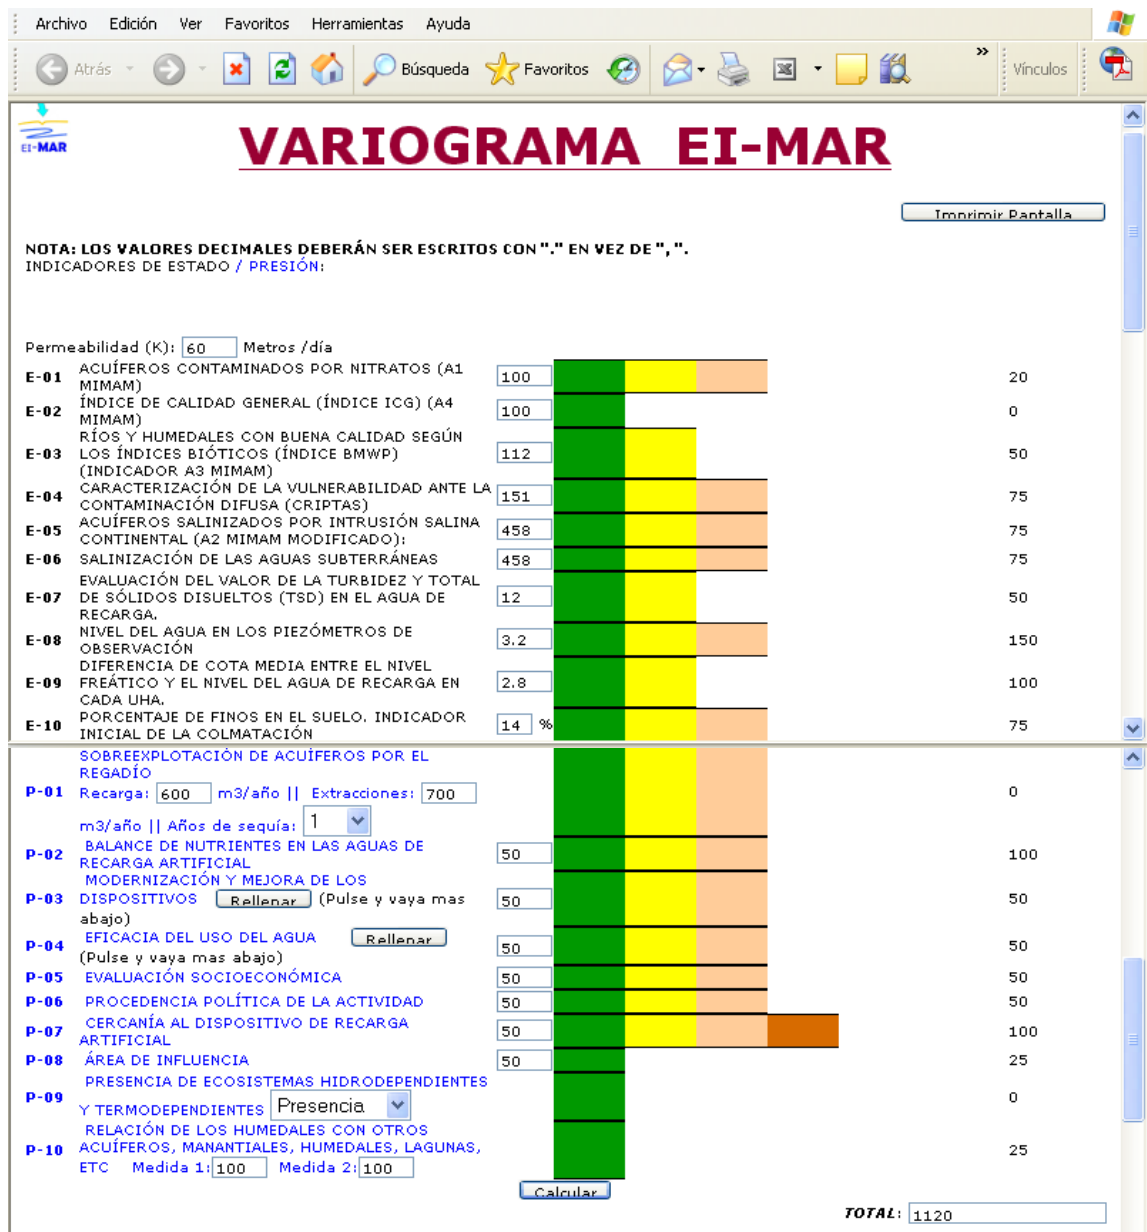 Archivo Edición Ver Favoritos Herramientas Ayuda
Atrás Búsqueda Favoritos » Vínculos
EI-MAR
VARIOGRAMA EI-MAR
Imprimir Pantalla
NOTA: LOS VALORES DECIMALES DEBERÁN SER ESCRITOS CON "." EN VEZ DE ", ".
INDICADORES DE ESTADO / PRESIÓN:
Permeabilidad (K): 60 Metros /día
E-01 ACUÍFEROS CONTAMINADOS POR NITRATOS (A1
MIMAM) 100 20
E-02 ÍNDICE DE CALIDAD GENERAL (ÍNDICE ICG) (A4
MIMAM) 100 0
RÍOS Y HUMEDALES CON BUENA CALIDAD SEGÚN
E-03 LOS ÍNDICES BIÓTICOS (ÍNDICE BMWP) 112 50
(INDICADOR A3 MIMAM)
E-04 CARACTERIZACIÓN DE LA VULNERABILIDAD ANTE LA
CONTAMINACIÓN DIFUSA (CRIPTAS) 151 75
E-05 ACUÍFEROS SALINIZADOS POR INTRUSIÓN SALINA
CONTINENTAL (A2 MIMAM MODIFICADO): 458 75
E-06 SALINIZACIÓN DE LAS AGUAS SUBTERRÁNEAS 458 75
EVALUACIÓN DEL VALOR DE LA TURBIDEZ Y TOTAL
E-07 DE SÓLIDOS DISUELTOS (TSD) EN EL AGUA DE 12 50
RECARGA.
E-08 NIVEL DEL AGUA EN LOS PIEZÓMETROS DE
OBSERVACIÓN 3.2 150
DIFERENCIA DE COTA MEDIA ENTRE EL NIVEL
E-09 FREÁTICO Y EL NIVEL DEL AGUA DE RECARGA EN 2.8 100
CADA UHA.
E-10 PORCENTAJE DE FINOS EN EL SUELO. INDICADOR
INICIAL DE LA COLMATACIÓN 14 % 75
SOBREEXPLOTACIÓN DE ACUÍFEROS POR EL
REGADÍO
P-01 Recarga: 600 m3/año || Extracciones: 700 0
m3/año || Años de sequía: 1
P-02 BALANCE DE NUTRIENTES EN LAS AGUAS DE
RECARGA ARTIFICIAL 50 100
MODERNIZACIÓN Y MEJORA DE LOS
P-03 DISPOSITIVOS Rellenar (Pulse y vaya mas 50 50
abajo)
P-04 EFICACIA DEL USO DEL AGUA Rellenar
(Pulse y vaya mas abajo) 50 50
P-05 EVALUACIÓN SOCIOECONÓMICA 50 50
P-06 PROCEDENCIA POLÍTICA DE LA ACTIVIDAD 50 50
P-07 CERCANÍA AL DISPOSITIVO DE RECARGA
ARTIFICIAL 50 100
P-08 ÁREA DE INFLUENCIA 50 25
PRESENCIA DE ECOSISTEMAS HIDRODEPENDIENTES
P-09 Y TERMODEPENDIENTES Presencia 0
RELACIÓN DE LOS HUMEDALES CON OTROS
P-10 ACUÍFEROS, MANANTIALES, HUMEDALES, LAGUNAS, 25
ETC Medida 1: 100 Medida 2: 100
Calcular
TOTAL: 1120